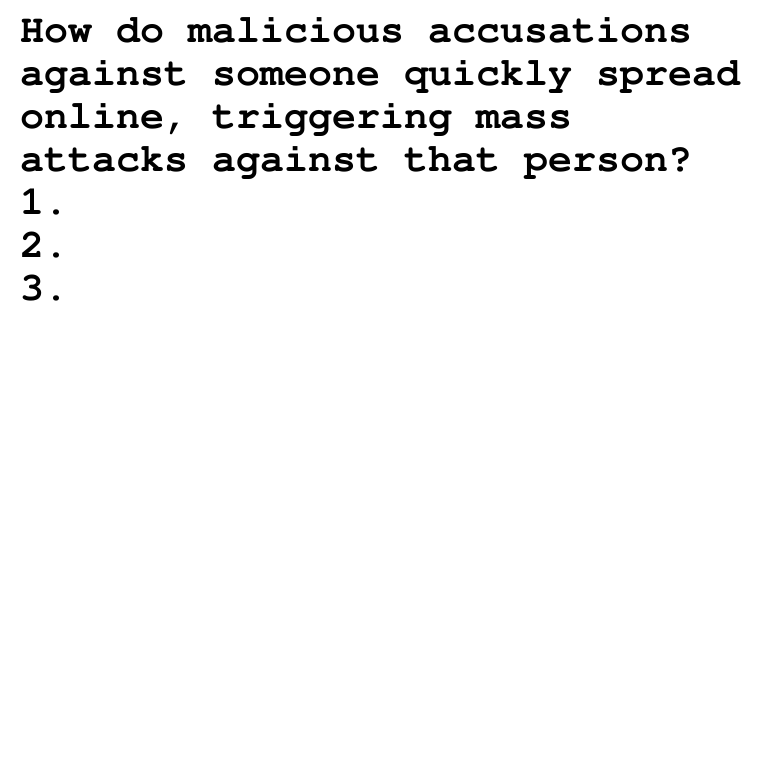 How do malicious accusations
against someone quickly spread
online, triggering mass
attacks against that person?
1.
2.
3.